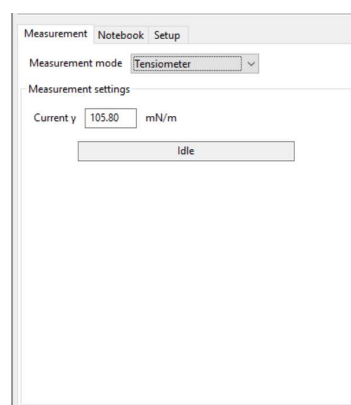 Measurement Notebook Setup
Measurement mode Tensiometer
Measurement settings
Current y 105.80 mN/m
Idle